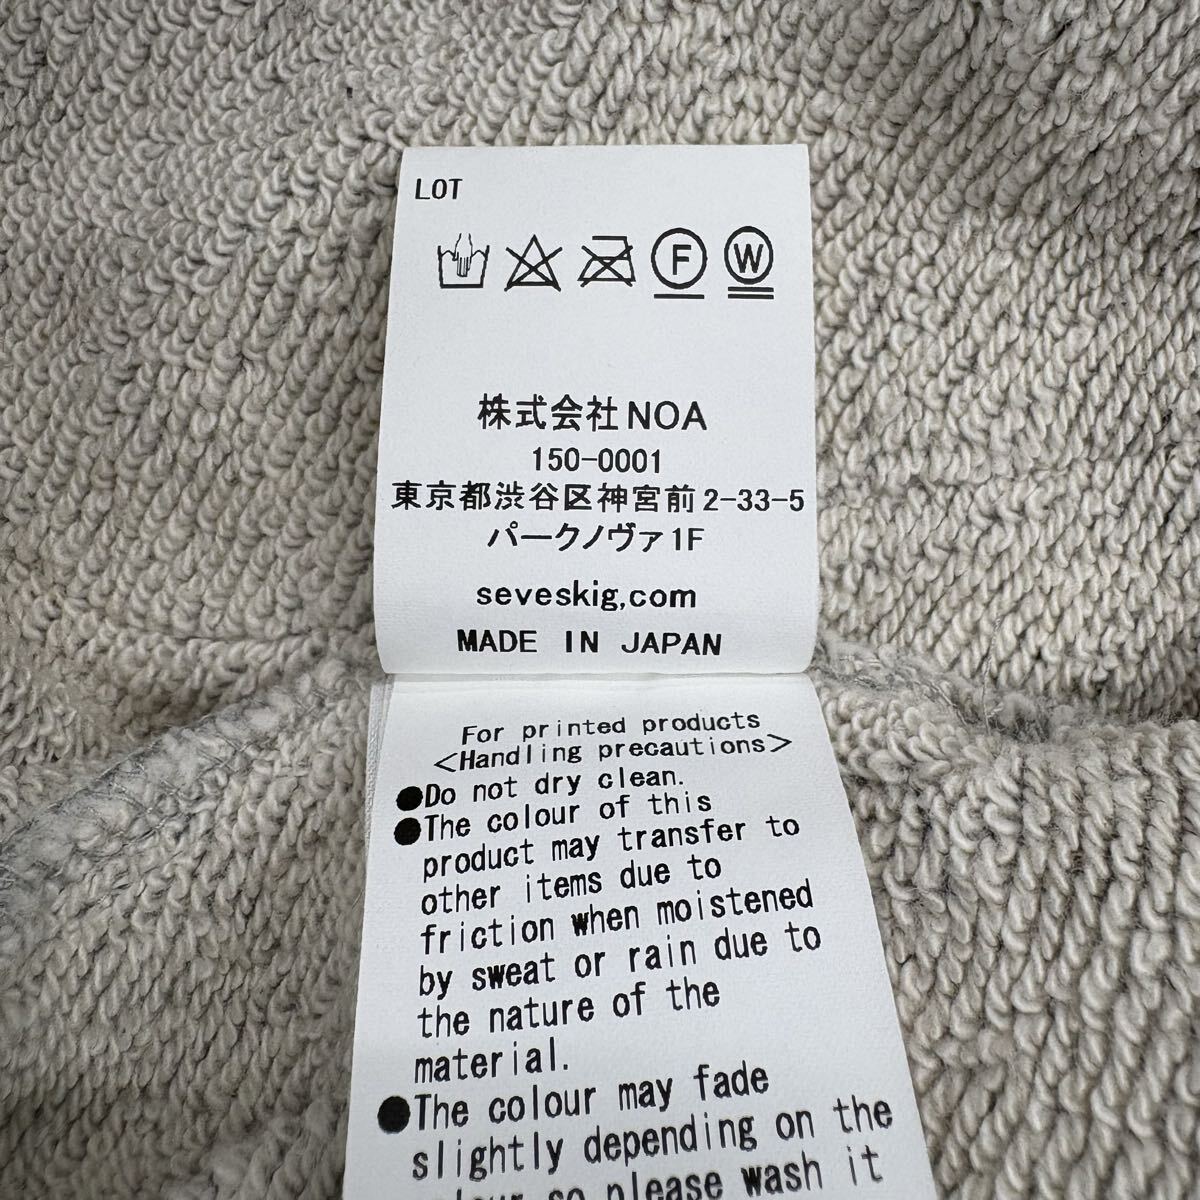 LOT
F W
株式会社NOA
150-0001
東京都渋谷区神宮前2-33-5
パークノヴァ1F
seveskig.com
MADE IN JAPAN
For printed products
<Handling precautions>
●Do not dry clean.
●The colour of this
product may transfer to
other items due to
friction when moistened
by sweat or rain due to
the nature of the
material.
●The colour may fade
slightly depending on the
so please wash it